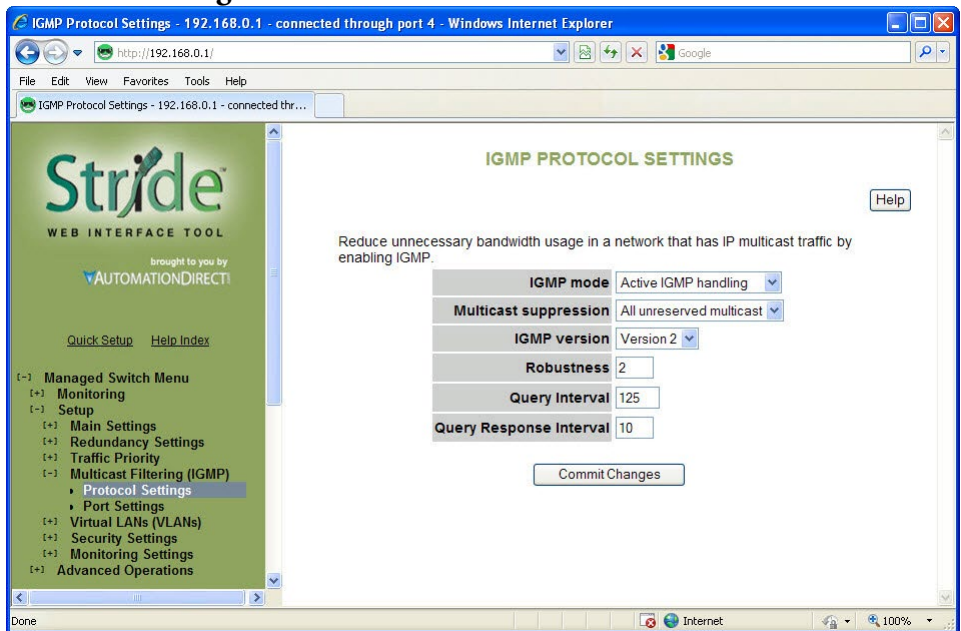 IGMP Protocol Settings - 192.168.0.1 - connected through port 4 - Windows Internet Explorer
http://192.168.0.1/
Google
File Edit View Favorites Tools Help
IGMP Protocol Settings - 192.168.0.1 - connected thr...
Stride™
WEB INTERFACE TOOL
brought to you by
AUTOMATIONDIRECT
Quick Setup Help Index
[-] Managed Switch Menu
[+] Monitoring
[-] Setup
[+] Main Settings
[+] Redundancy Settings
[+] Traffic Priority
[-] Multicast Filtering (IGMP)
Protocol Settings
Port Settings
[+] Virtual LANs (VLANs)
[+] Security Settings
[+] Monitoring Settings
[+] Advanced Operations
IGMP PROTOCOL SETTINGS
Help
Reduce unnecessary bandwidth usage in a network that has IP multicast traffic by
enabling IGMP.
IGMP mode Active IGMP handling
Multicast suppression All unreserved multicast
IGMP version Version 2
Robustness 2
Query Interval 125
Query Response Interval 10
Commit Changes
Done
Internet
100%